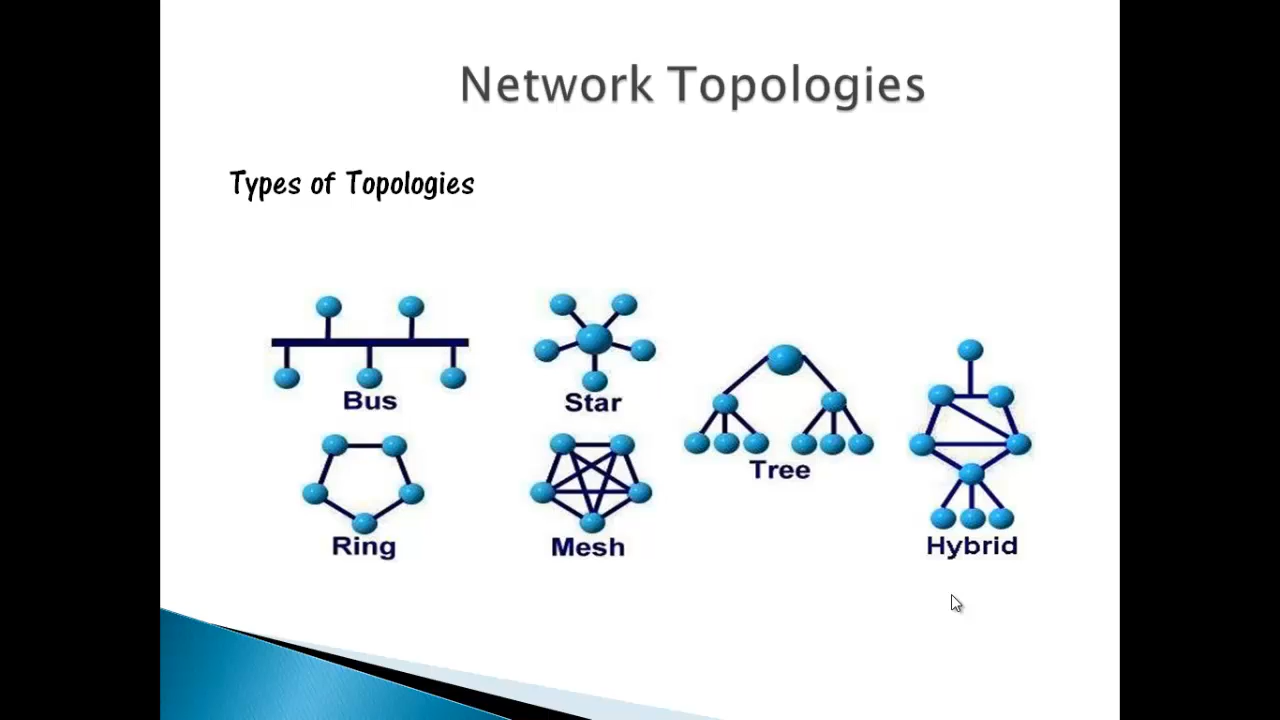 Network Topologies
Types of Topologies
Bus
Star
Tree
Ring
Mesh
Hybrid